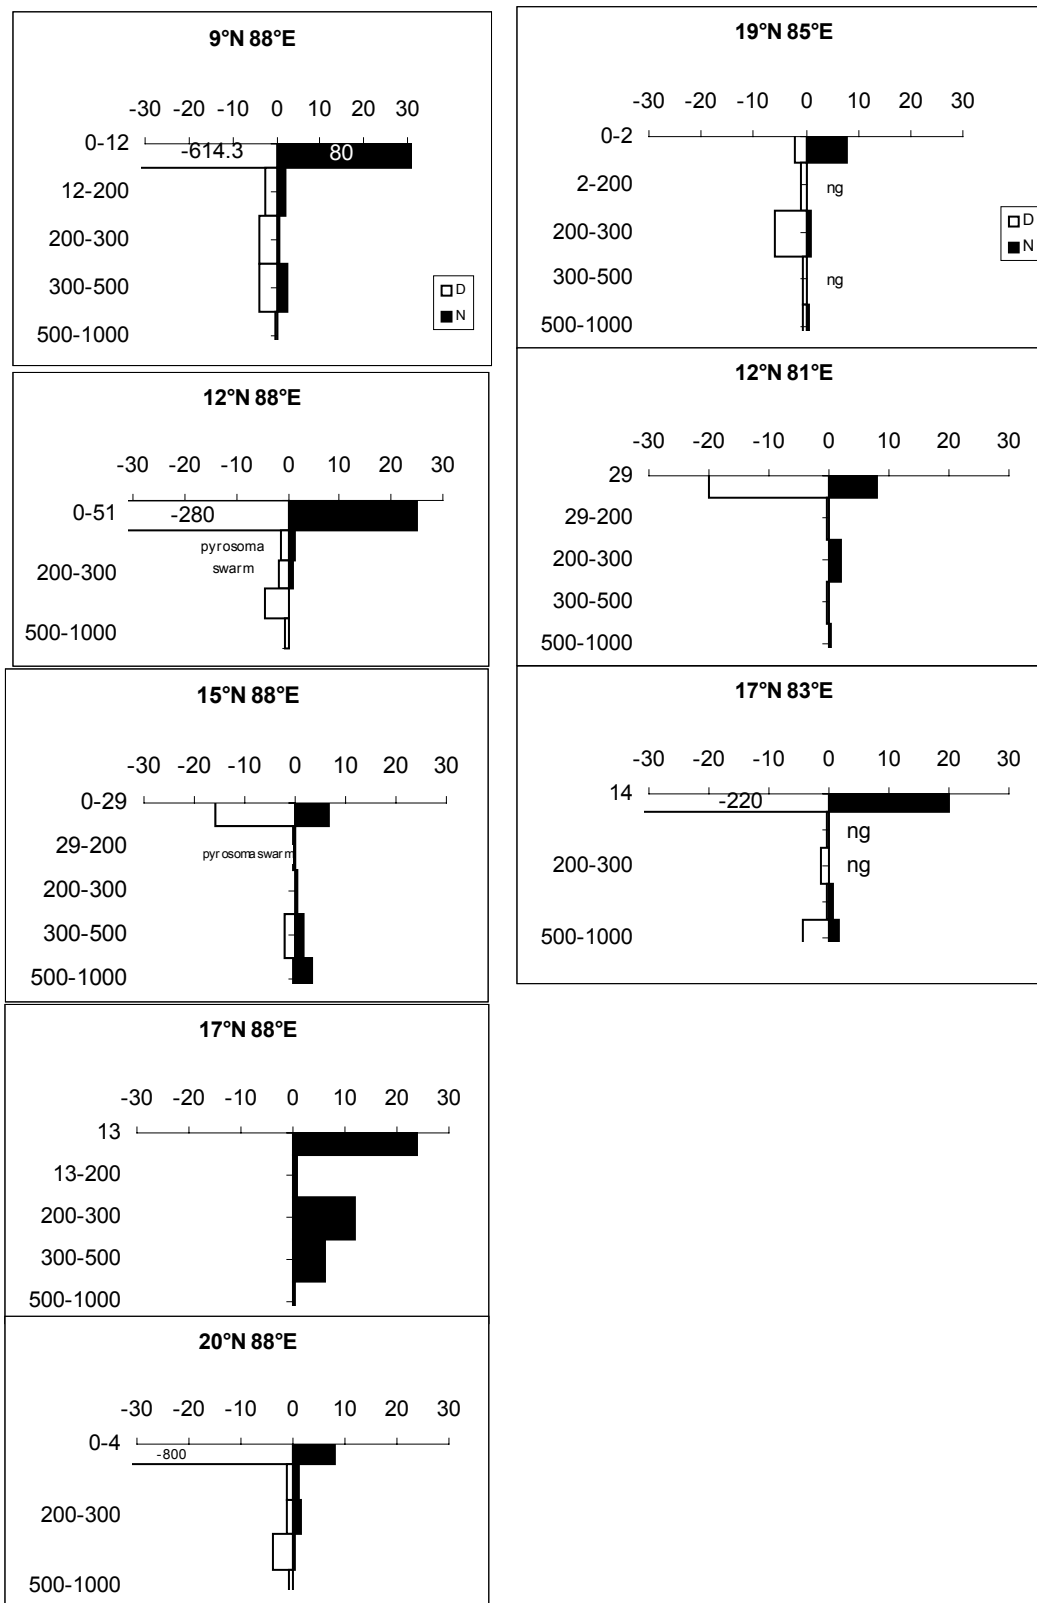 9°N 88°E
-30 -20 -10 0 10 20 30
0-12
-614.3 80
12-200
200-300
300-500
500-1000
D
N
12°N 88°E
-30 -20 -10 0 10 20 30
0-51
-280
pyrosoma
swarm
200-300
500-1000
15°N 88°E
-30 -20 -10 0 10 20 30
0-29
29-200
pyrosoma swarm
200-300
300-500
500-1000
17°N 88°E
-30 -20 -10 0 10 20 30
13
13-200
200-300
300-500
500-1000
20°N 88°E
-30 -20 -10 0 10 20 30
0-4
-800
200-300
500-1000
19°N 85°E
-30 -20 -10 0 10 20 30
0-2
2-200 ng
200-300
300-500 ng
500-1000
D
N
12°N 81°E
-30 -20 -10 0 10 20 30
29
29-200
200-300
300-500
500-1000
17°N 83°E
-30 -20 -10 0 10 20 30
14
-220
ng
200-300 ng
500-1000